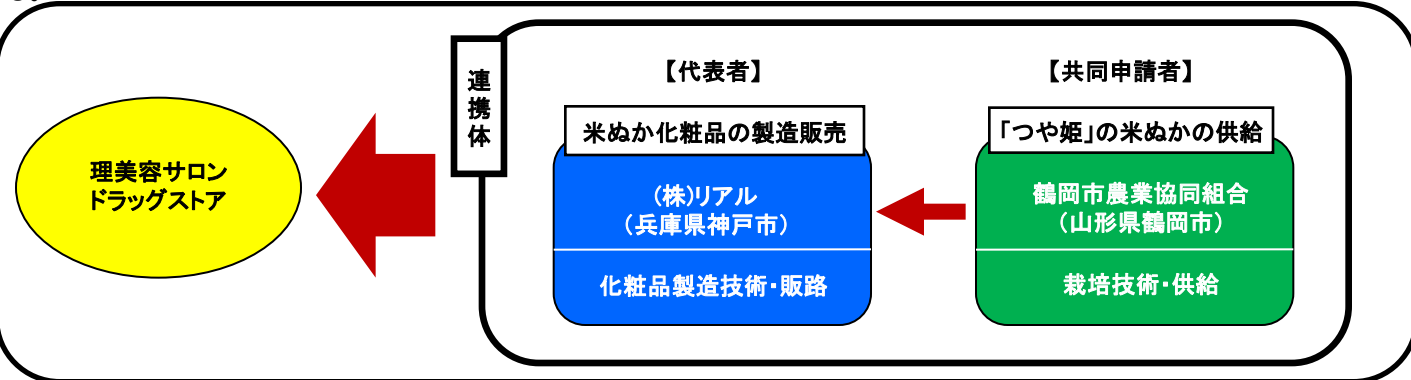 連携体
【代表者】
【共同申請者】
米ぬか化粧品の製造販売
「つや姫」の米ぬかの供給
理美容サロン
ドラッグストア
(株)リアル
(兵庫県神戸市)
化粧品製造技術・販路
鶴岡市農業協同組合
(山形県鶴岡市)
栽培技術・供給